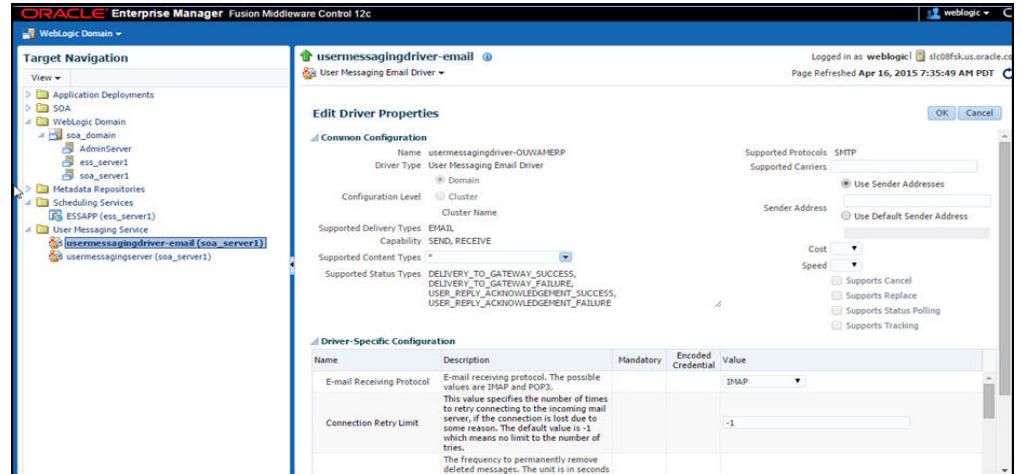 ORACLE Enterprise Manager Fusion Middleware Control 12c
weblogic
WebLogic Domain
Target Navigation
View
Application Deployments
SOA
WebLogic Domain
soa_domain
AdminServer
ess_server1
soa_server1
Metadata Repositories
Scheduling Services
ESSAPP (ess_server1)
User Messaging Service
usermessagingdriver-email (soa_server1)
usermessagingserver (soa_server1)
usermessagingdriver-email
Logged in as weblogic| slc08fsk.us.oracle.co
User Messaging Email Driver
Page Refreshed Apr 16, 2015 7:35:49 AM PDT
Edit Driver Properties
OK Cancel
Common Configuration
Name usermessagingdriver-OUWAMERP
Driver Type User Messaging Email Driver
Configuration Level
Domain
Cluster
Cluster Name
Supported Delivery Types EMAIL
Capability SEND, RECEIVE
Supported Content Types *
Supported Status Types DELIVERY_TO_GATEWAY_SUCCESS,
DELIVERY_TO_GATEWAY_FAILURE,
USER_REPLY_ACKNOWLEDGEMENT_SUCCESS,
USER_REPLY_ACKNOWLEDGEMENT_FAILURE
Supported Protocols SMTP
Supported Carriers
Sender Address
Use Sender Addresses
Use Default Sender Address
Cost
Speed
Supports Cancel
Supports Replace
Supports Status Polling
Supports Tracking
Driver-Specific Configuration
Name Description Mandatory Encoded Credential Value
E-mail Receiving Protocol
E-mail receiving protocol. The possible
values are IMAP and POP3.
IMAP
Connection Retry Limit
This value specifies the number of times
to retry connecting to the incoming mail
server, if the connection is lost due to
some reason. The default value is -1
which means no limit to the number of
tries.
-1
The frequency to permanently remove
deleted messages. The unit is in seconds